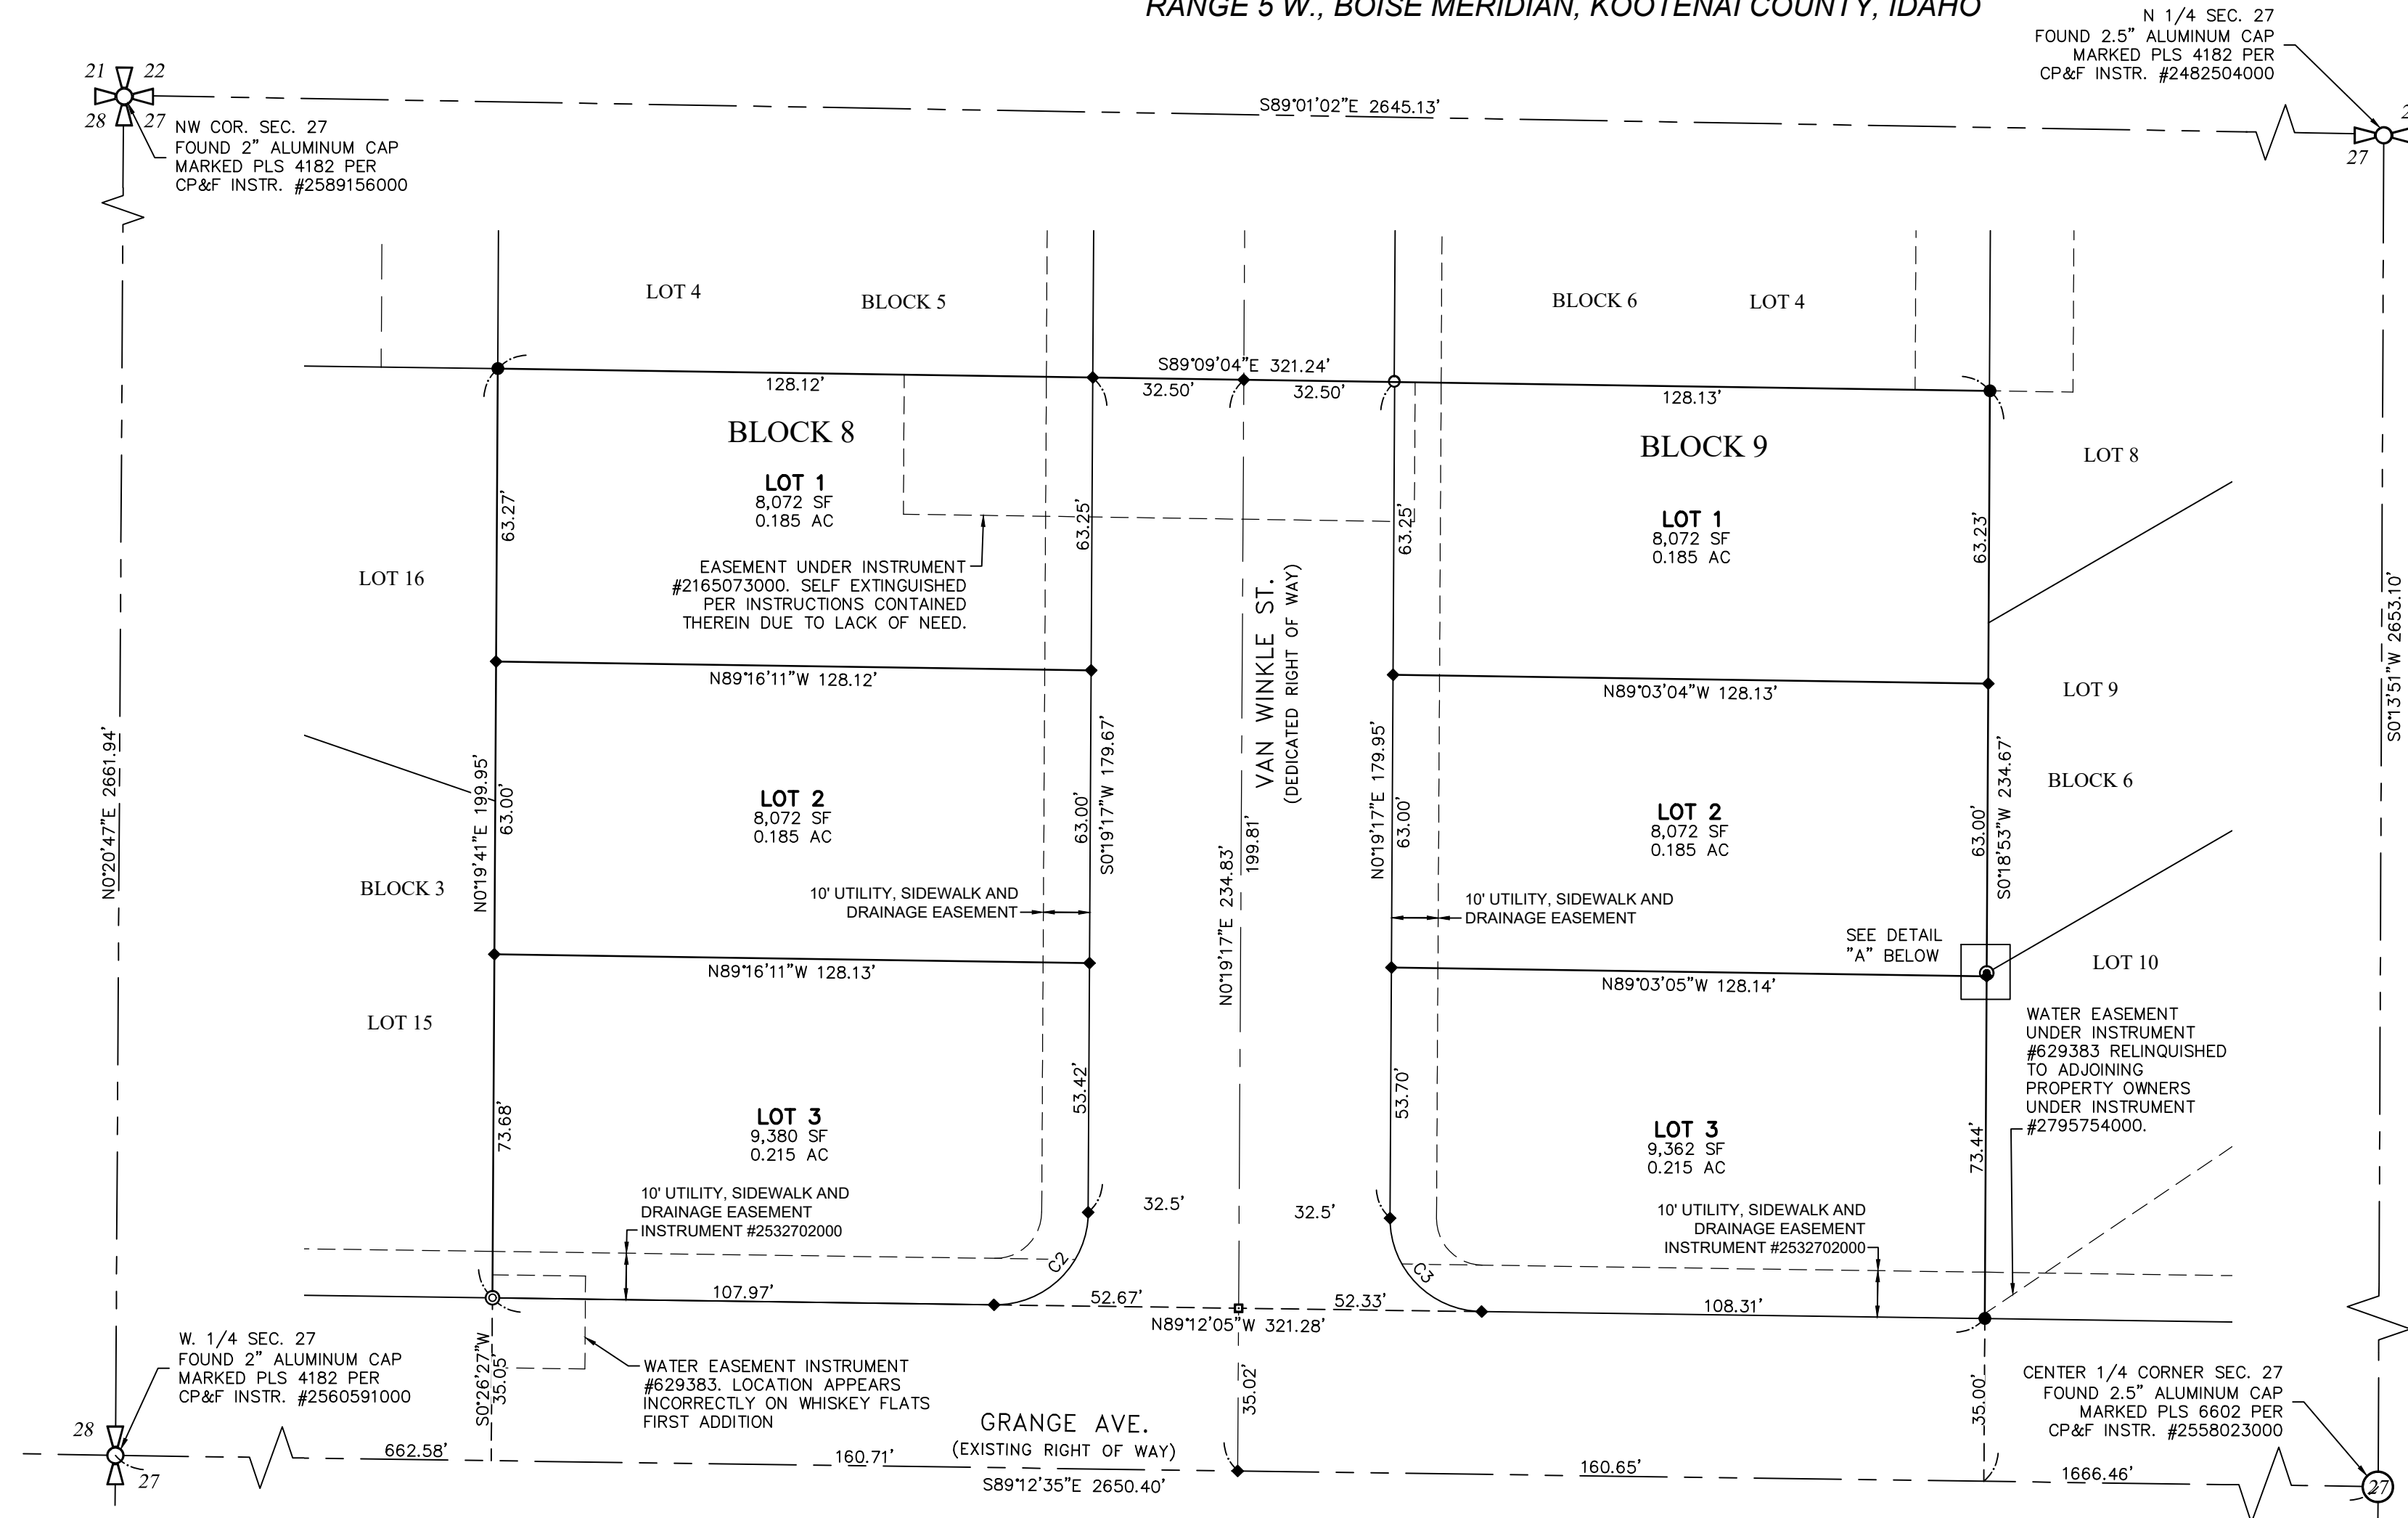 RANGE 5 W., BOISE MERIDIAN, KOOTENAI COUNTY, IDAHO
N 1/4 SEC. 27
FOUND 2.5" ALUMINUM CAP
MARKED PLS 4182 PER
CP&F INSTR. #2482504000
21 22
28 27
NW COR. SEC. 27
FOUND 2" ALUMINUM CAP
MARKED PLS 4182 PER
CP&F INSTR. #2589156000
S89°01'02"E 2645.13'
27
LOT 4
BLOCK 5
BLOCK 6
LOT 4
S89°09'04"E 321.24'
128.12'
32.50'
32.50'
128.13'
BLOCK 8
LOT 1
8,072 SF
0.185 AC
BLOCK 9
LOT 1
8,072 SF
0.185 AC
LOT 8
63.27'
63.25'
63.25'
63.23'
EASEMENT UNDER INSTRUMENT
#2165073000. SELF EXTINGUISHED
PER INSTRUCTIONS CONTAINED
THEREIN DUE TO LACK OF NEED.
LOT 16
VAN WINKLE ST.
(DEDICATED RIGHT OF WAY)
S0°13'51"W 2653.10'
N89°16'11"W 128.12'
N89°03'04"W 128.13'
LOT 9
N0°20'47"E 2661.94'
N0°19'41"E 199.95'
63.00'
LOT 2
8,072 SF
0.185 AC
63.00'
S0°19'17"W 179.67'
N0°19'17"E 234.83'
199.81'
N0°19'17"E 179.95'
63.00'
LOT 2
8,072 SF
0.185 AC
63.00'
S0°18'53"W 234.67'
BLOCK 6
BLOCK 3
10' UTILITY, SIDEWALK AND
DRAINAGE EASEMENT
10' UTILITY, SIDEWALK AND
DRAINAGE EASEMENT
SEE DETAIL
"A" BELOW
LOT 10
N89°16'11"W 128.13'
N89°03'05"W 128.14'
LOT 15
WATER EASEMENT
UNDER INSTRUMENT
#629383 RELINQUISHED
TO ADJOINING
PROPERTY OWNERS
UNDER INSTRUMENT
#2795754000.
73.68'
LOT 3
9,380 SF
0.215 AC
53.42'
53.70'
LOT 3
9,362 SF
0.215 AC
73.44'
10' UTILITY, SIDEWALK AND
DRAINAGE EASEMENT
INSTRUMENT #2532702000
32.5'
32.5'
10' UTILITY, SIDEWALK AND
DRAINAGE EASEMENT
INSTRUMENT #2532702000
C2
C3
107.97'
52.67'
52.33'
108.31'
N89°12'05"W 321.28'
W. 1/4 SEC. 27
FOUND 2" ALUMINUM CAP
MARKED PLS 4182 PER
CP&F INSTR. #2560591000
S0°26'27"W
35.05'
WATER EASEMENT INSTRUMENT
#629383. LOCATION APPEARS
INCORRECTLY ON WHISKEY FLATS
FIRST ADDITION
35.02'
35.00'
CENTER 1/4 CORNER SEC. 27
FOUND 2.5" ALUMINUM CAP
MARKED PLS 6602 PER
CP&F INSTR. #2558023000
GRANGE AVE.
(EXISTING RIGHT OF WAY)
28
27
662.58'
160.71'
160.65'
1666.46'
S89°12'35"E 2650.40'
27